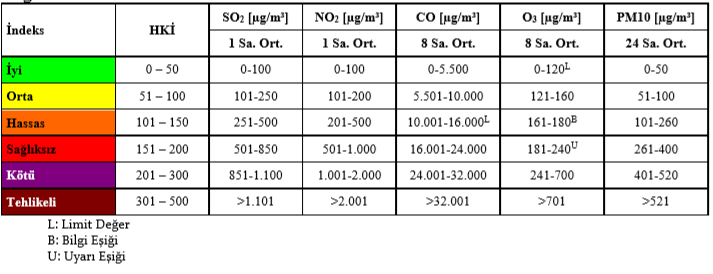 İndeks HKİ SO₂ [µg/m³] NO₂ [µg/m³] CO [µg/m³] O₃ [µg/m³] PM10 [µg/m³]
1 Sa. Ort. 1 Sa. Ort. 8 Sa. Ort. 8 Sa. Ort. 24 Sa. Ort.
İyi 0 – 50 0-100 0-100 0-5.500 0-120ᴸ 0-50
Orta 51 – 100 101-250 101-200 5.501-10.000 121-160 51-100
Hassas 101 – 150 251-500 201-500 10.001-16.000ᴸ 161-180ᴮ 101-260
Sağlıksız 151 – 200 501-850 501-1.000 16.001-24.000 181-240ᵁ 261-400
Kötü 201 – 300 851-1.100 1.001-2.000 24.001-32.000 241-700 401-520
Tehlikeli 301 – 500 >1.101 >2.001 >32.001 >701 >521
L: Limit Değer
B: Bilgi Eşiği
U: Uyarı Eşiği